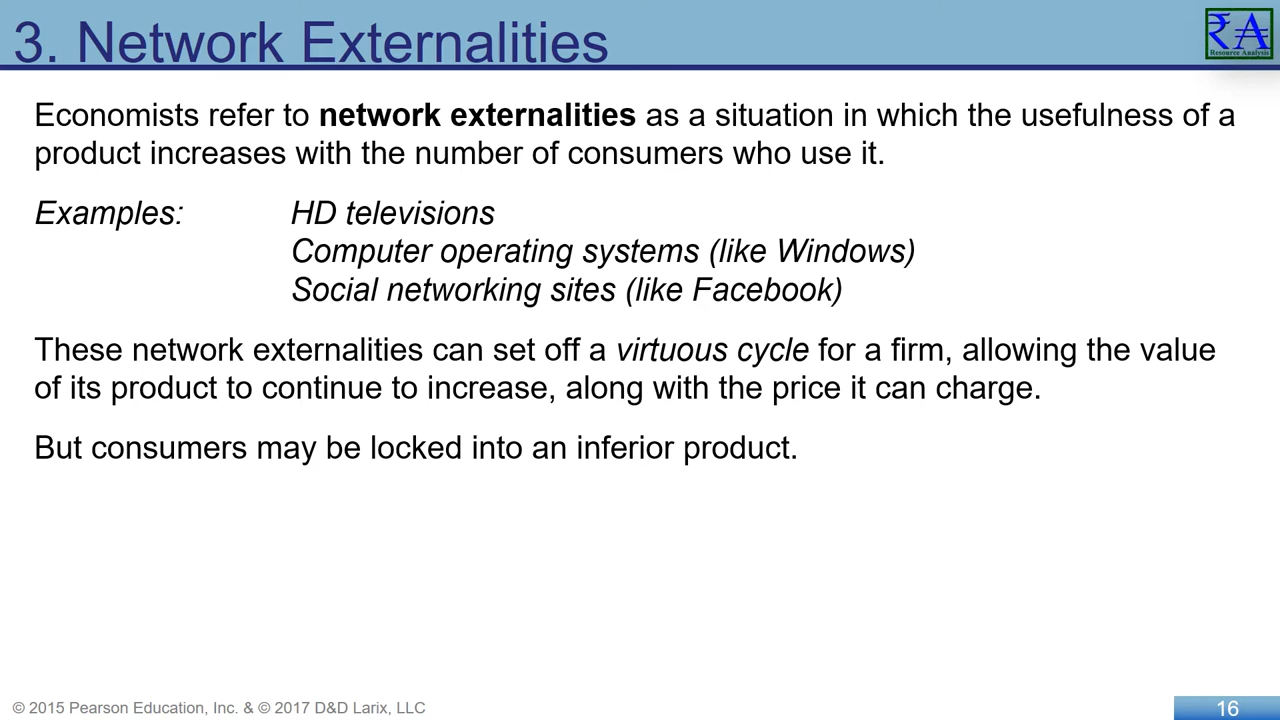 3. Network Externalities
₹A
Resource Analysis
Economists refer to network externalities as a situation in which the usefulness of a
product increases with the number of consumers who use it.
Examples: HD televisions
Computer operating systems (like Windows)
Social networking sites (like Facebook)
These network externalities can set off a virtuous cycle for a firm, allowing the value
of its product to continue to increase, along with the price it can charge.
But consumers may be locked into an inferior product.
© 2015 Pearson Education, Inc. & © 2017 D&D Larix, LLC
16